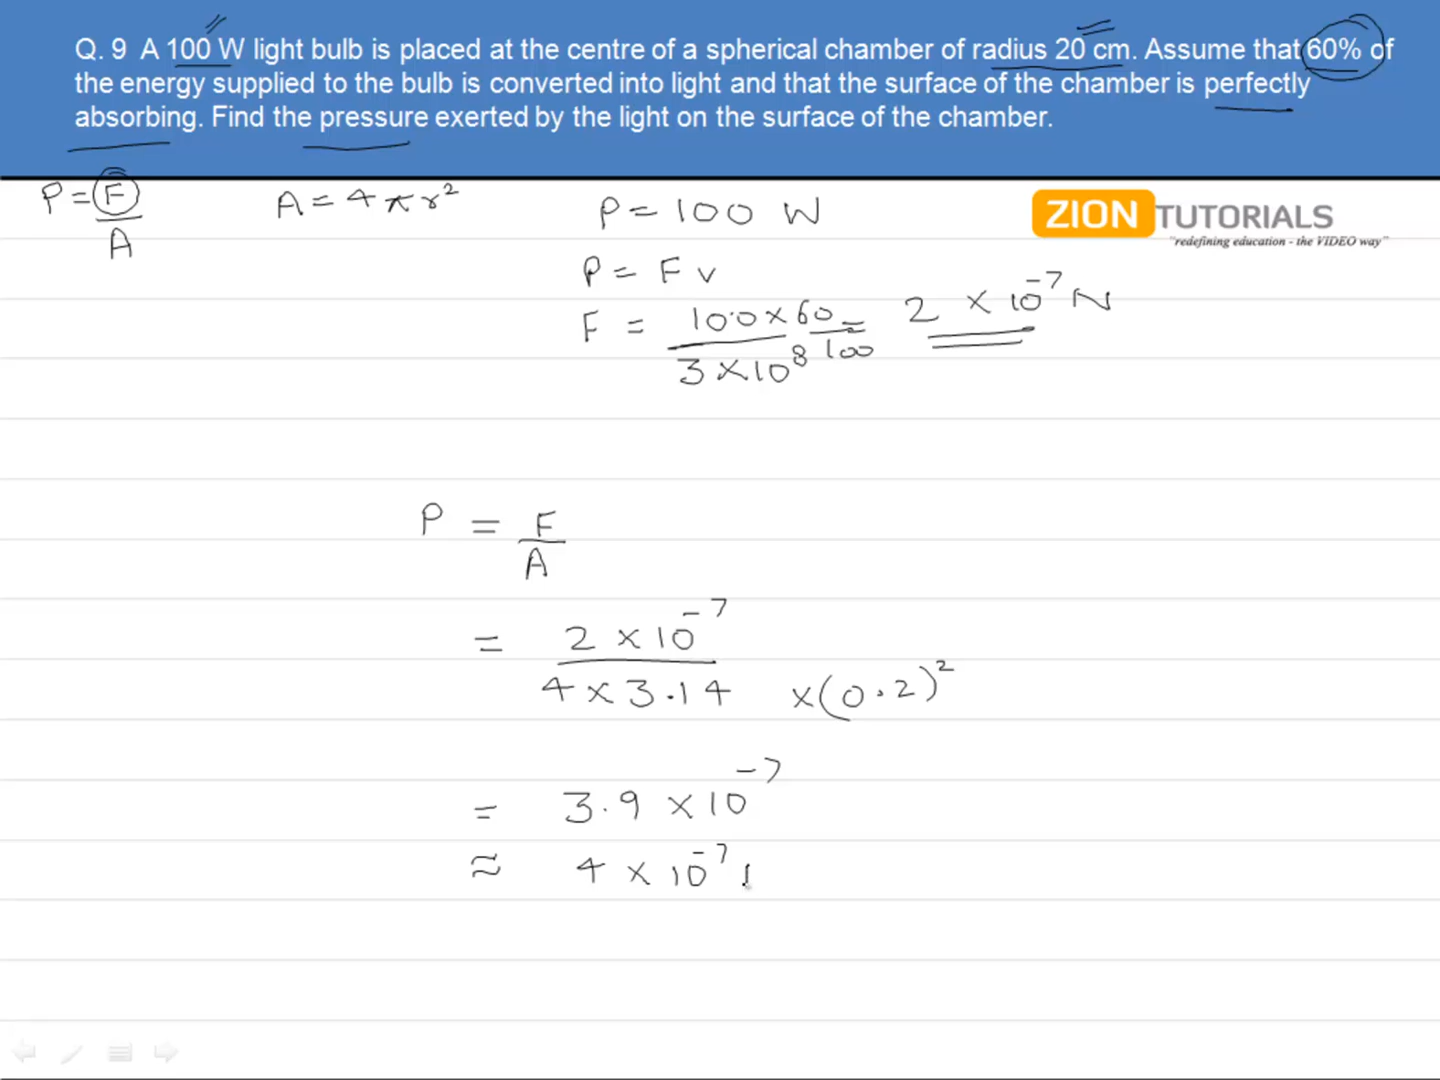 Q. 9 A 100 W light bulb is placed at the centre of a spherical chamber of radius 20 cm. Assume that 60% of
the energy supplied to the bulb is converted into light and that the surface of the chamber is perfectly
absorbing. Find the pressure exerted by the light on the surface of the chamber.
P = F/A
A = 4πr²
P = 100 W
ZION TUTORIALS
"redefining education - the VIDEO way"
P = F v
F = 100×60/3×10⁸ 100 = 2 × 10⁻⁷ N
P = F/A
= 2 × 10⁻⁷/4 × 3.14 ×(0.2)²
= 3.9 × 10⁻⁷
≈ 4 × 10⁻⁷